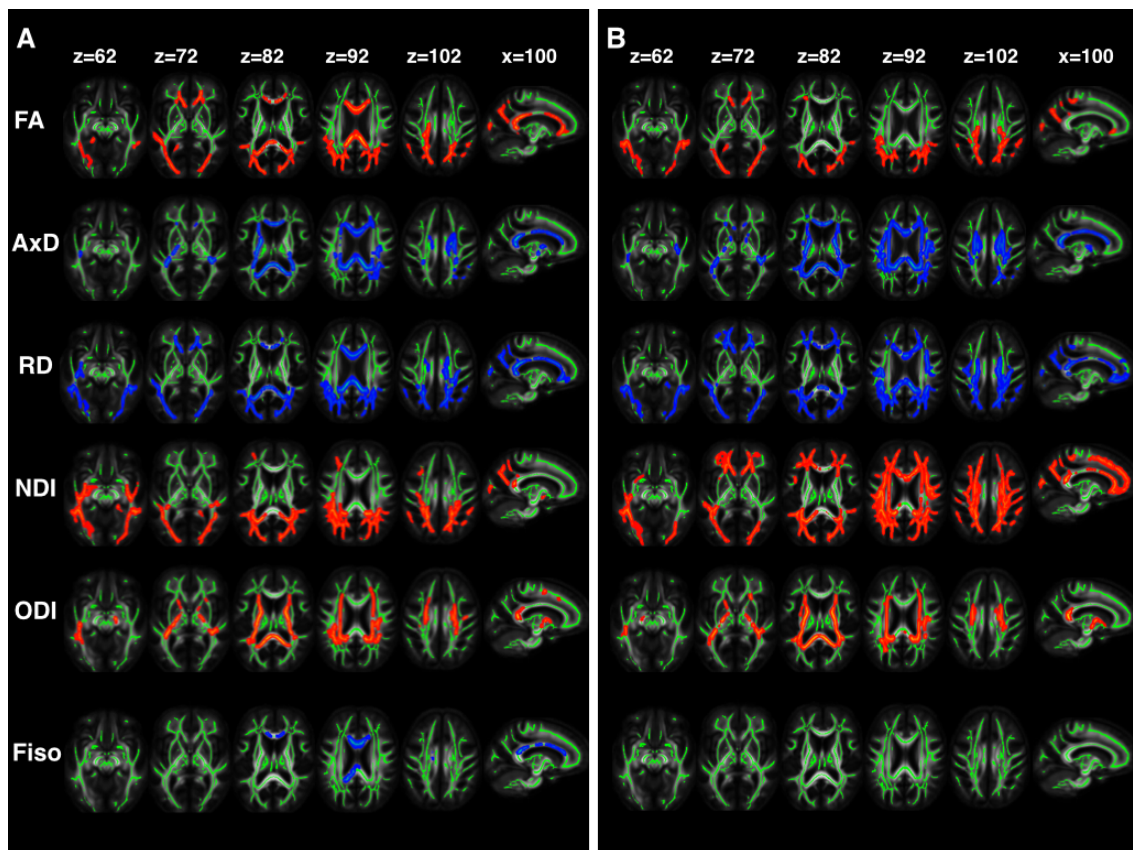 A B
z=62 z=72 z=82 z=92 z=102 x=100 z=62 z=72 z=82 z=92 z=102 x=100
FA
AxD
RD
NDI
ODI
Fiso